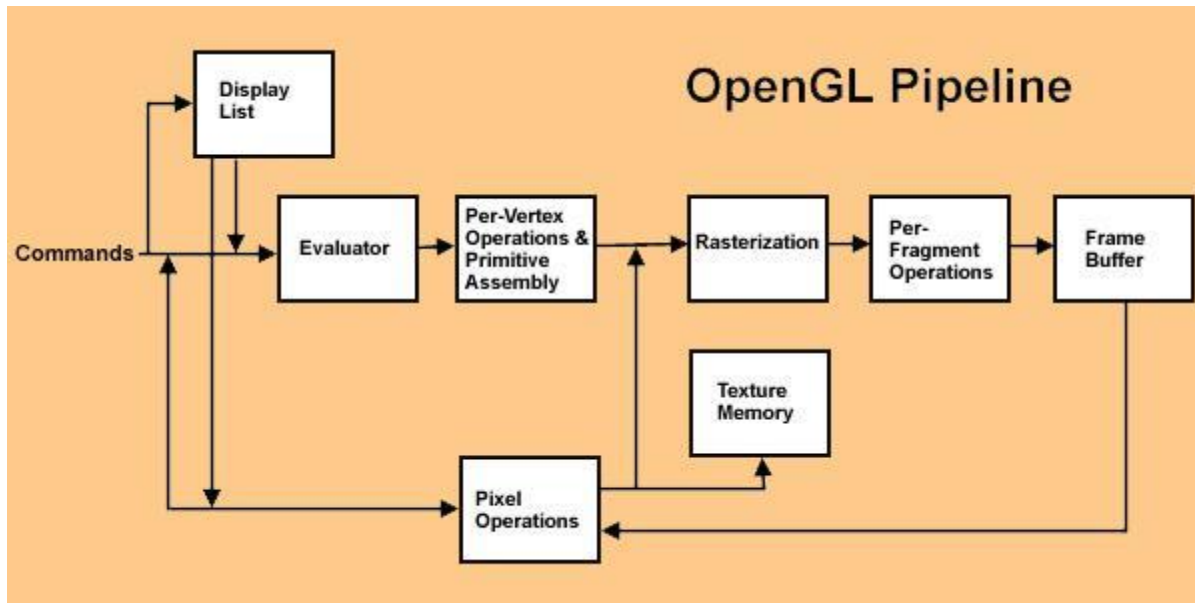 OpenGL Pipeline
Display
List
Commands
Evaluator
Per-Vertex
Operations &
Primitive
Assembly
Rasterization
Per-
Fragment
Operations
Frame
Buffer
Texture
Memory
Pixel
Operations